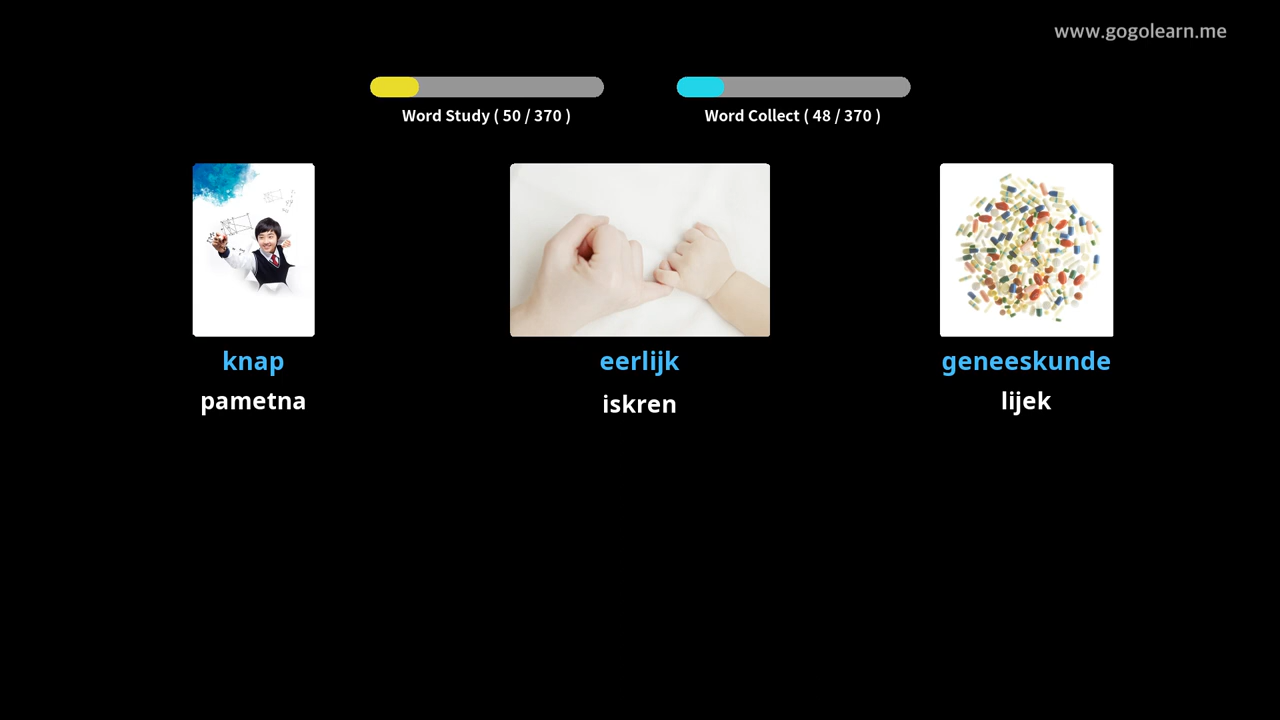 www.gogolearn.me
Word Study ( 50 / 370 )
Word Collect ( 48 / 370 )
knap
pametna
eerlijk
iskren
geneeskunde
lijek